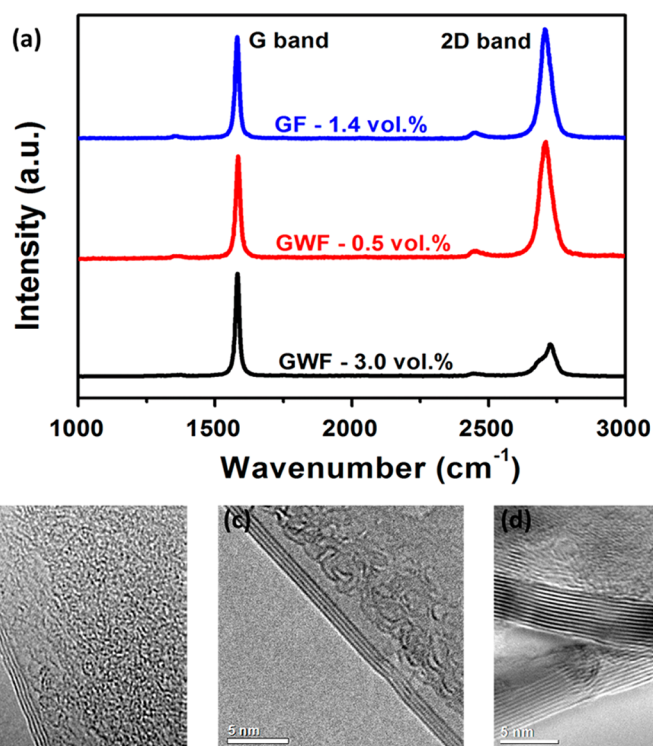 (a)
G band
2D band
GF - 1.4 vol.%
GWF - 0.5 vol.%
GWF - 3.0 vol.%
Intensity (a.u.)
1000 1500 2000 2500 3000
Wavenumber (cm⁻¹)
(c)
(d)
5 nm
5 nm